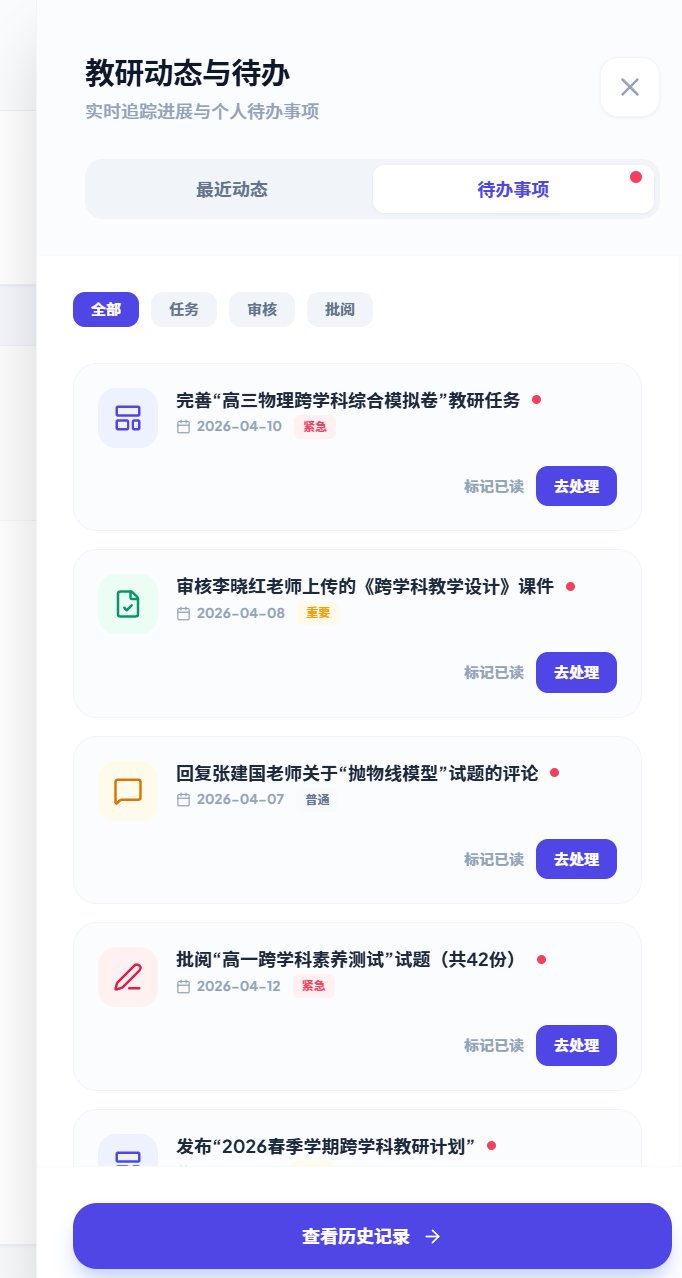 教研动态与待办
实时追踪进展与个人待办事项
最近动态 待办事项
全部 任务 审核 批阅
完善“高三物理跨学科综合模拟卷”教研任务
2026-04-10 紧急
标记已读 去处理
审核李晓红老师上传的《跨学科教学设计》课件
2026-04-08 重要
标记已读 去处理
回复张建国老师关于“抛物线模型”试题的评论
2026-04-07 普通
标记已读 去处理
批阅“高一跨学科素养测试”试题（共42份）
2026-04-12 紧急
标记已读 去处理
发布“2026春季学期跨学科教研计划”
查看历史记录 →